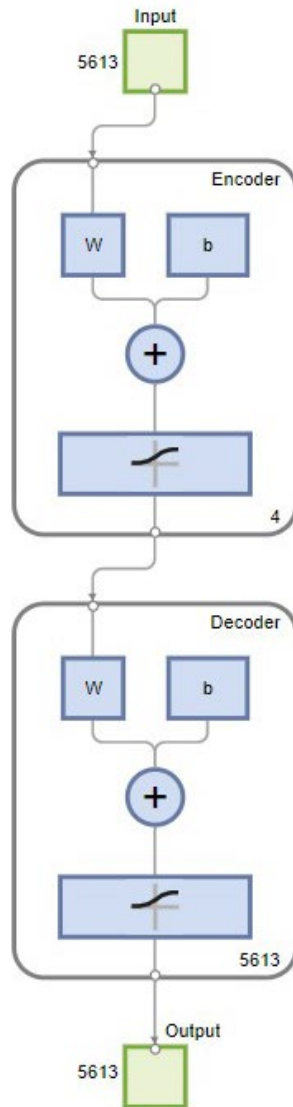 Input
5613
Encoder
W b
+
4
Decoder
W b
+
5613
Output
5613